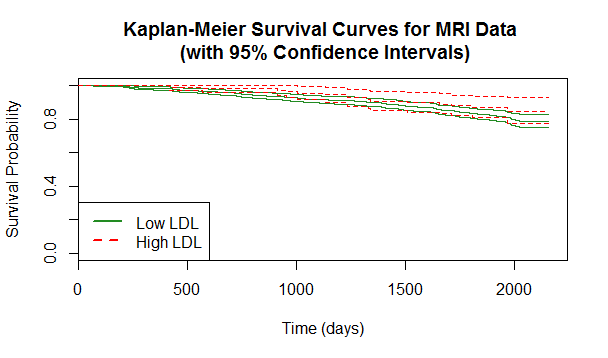 Kaplan-Meier Survival Curves for MRI Data
(with 95% Confidence Intervals)
Survival Probability
0.8
0.4
0.0
Low LDL
High LDL
0 500 1000 1500 2000
Time (days)